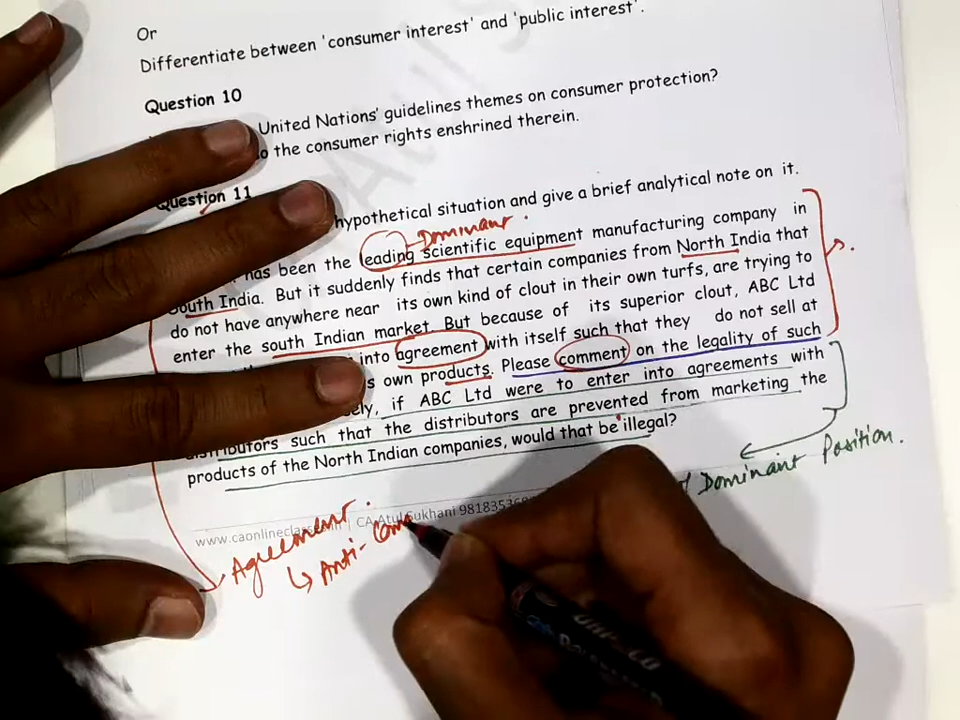 Or
Differentiate between 'consumer interest' and 'public interest'.
Question 10
United Nations' guidelines themes on consumer protection?
to the consumer rights enshrined therein.
Question 11
hypothetical situation and give a brief analytical note on it.
Dominant.
has been the leading scientific equipment manufacturing company in
South India. But it suddenly finds that certain companies from North India that
do not have anywhere near its own kind of clout in their own turfs, are trying to
enter the south Indian market. But because of its superior clout, ABC Ltd
into agreement with itself such that they do not sell at
own products. Please comment on the legality of such
if ABC Ltd were to enter into agreements with
distributors such that the distributors are prevented from marketing the
products of the North Indian companies, would that be illegal?
Dominant Position.
CA Atul Sukhani
Agreement.
Anti-